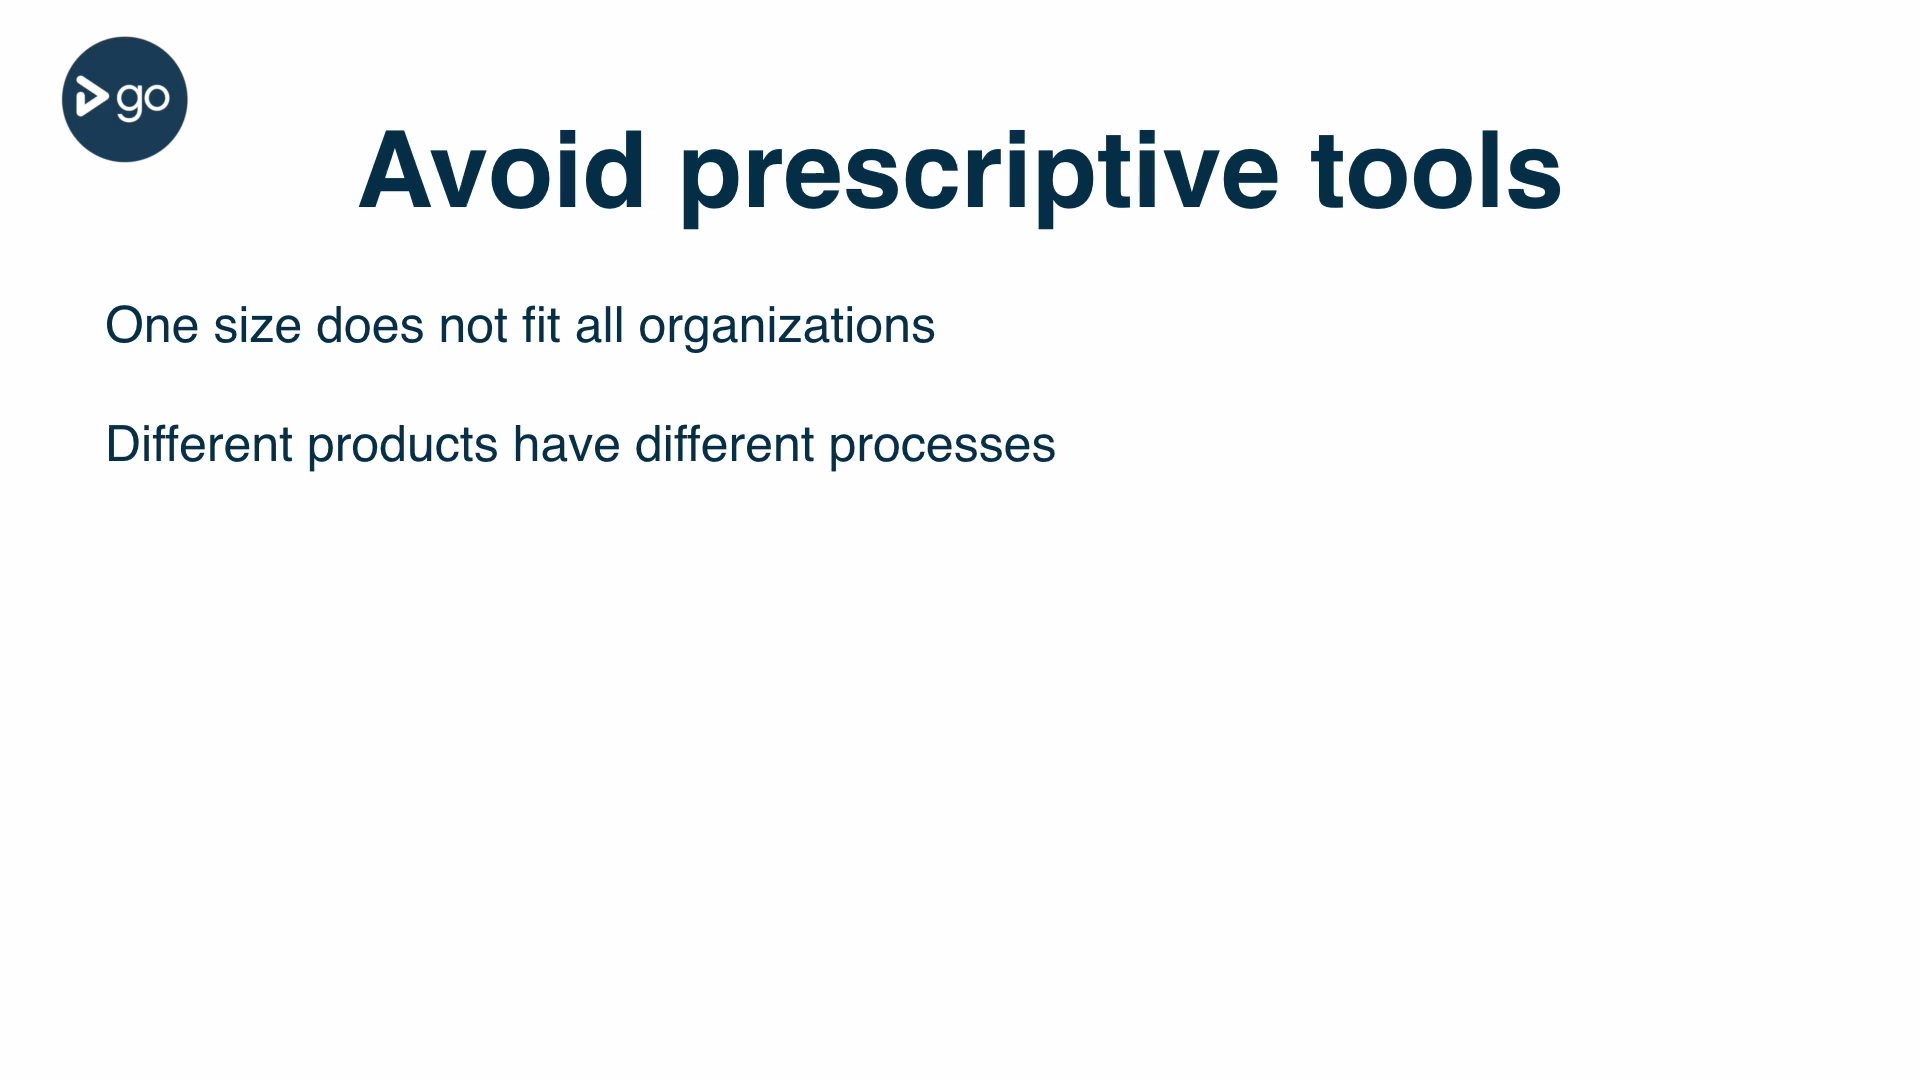 go
Avoid prescriptive tools
One size does not fit all organizations
Different products have different processes